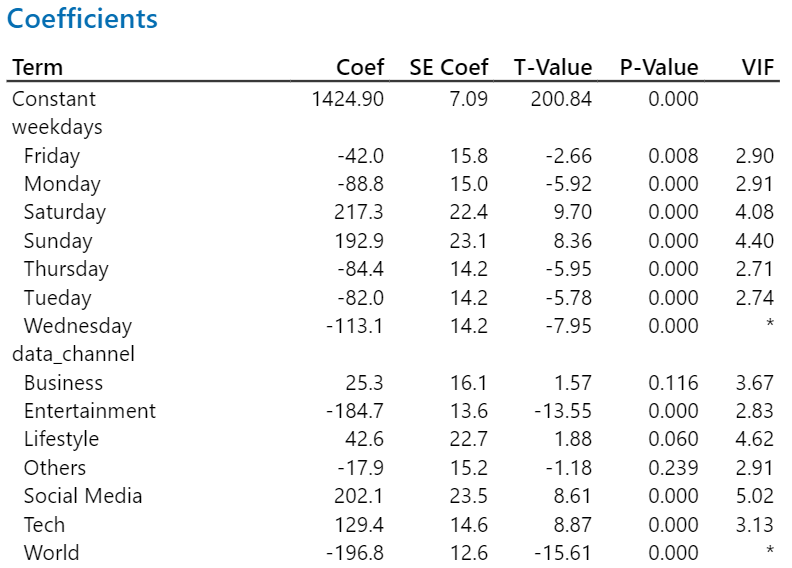 Coefficients
Term Coef SE Coef T-Value P-Value VIF
Constant 1424.90 7.09 200.84 0.000
weekdays
Friday -42.0 15.8 -2.66 0.008 2.90
Monday -88.8 15.0 -5.92 0.000 2.91
Saturday 217.3 22.4 9.70 0.000 4.08
Sunday 192.9 23.1 8.36 0.000 4.40
Thursday -84.4 14.2 -5.95 0.000 2.71
Tueday -82.0 14.2 -5.78 0.000 2.74
Wednesday -113.1 14.2 -7.95 0.000 *
data_channel
Business 25.3 16.1 1.57 0.116 3.67
Entertainment -184.7 13.6 -13.55 0.000 2.83
Lifestyle 42.6 22.7 1.88 0.060 4.62
Others -17.9 15.2 -1.18 0.239 2.91
Social Media 202.1 23.5 8.61 0.000 5.02
Tech 129.4 14.6 8.87 0.000 3.13
World -196.8 12.6 -15.61 0.000 *